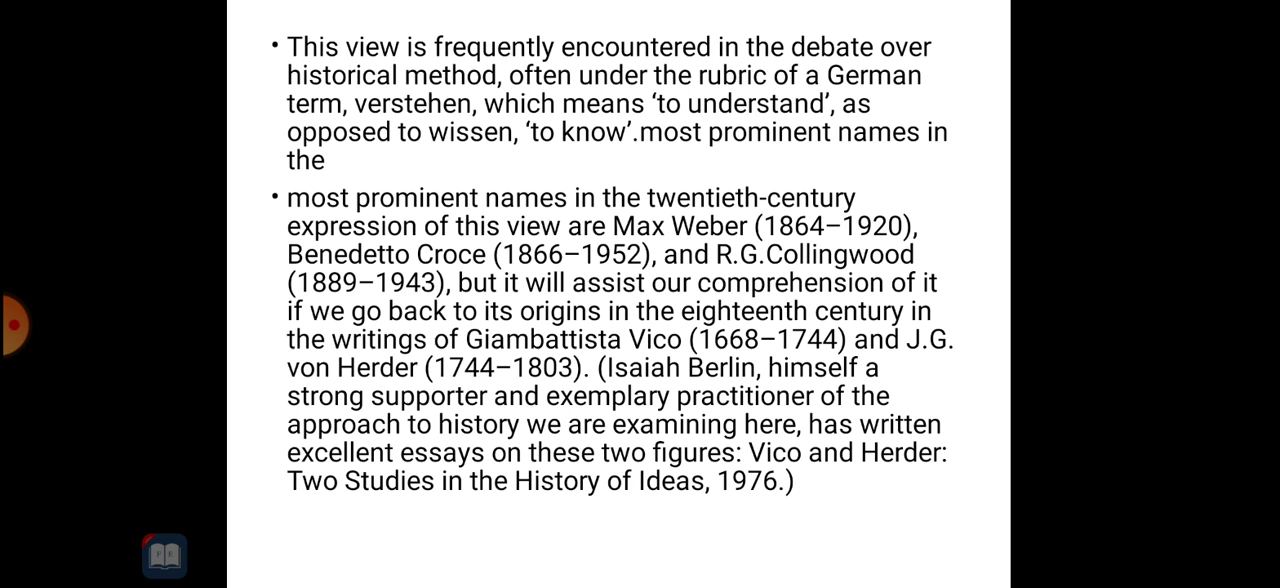 • This view is frequently encountered in the debate over
historical method, often under the rubric of a German
term, verstehen, which means ‘to understand’, as
opposed to wissen, ‘to know’.most prominent names in
the
• most prominent names in the twentieth-century
expression of this view are Max Weber (1864–1920),
Benedetto Croce (1866–1952), and R.G.Collingwood
(1889–1943), but it will assist our comprehension of it
if we go back to its origins in the eighteenth century in
the writings of Giambattista Vico (1668–1744) and J.G.
von Herder (1744–1803). (Isaiah Berlin, himself a
strong supporter and exemplary practitioner of the
approach to history we are examining here, has written
excellent essays on these two figures: Vico and Herder:
Two Studies in the History of Ideas, 1976.)